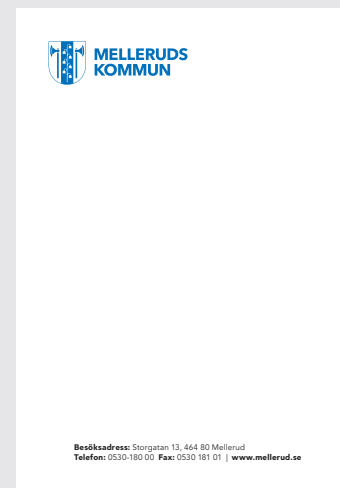 MELLERUDS
KOMMUN
Besöksadress: Storgatan 13, 464 80 Mellerud
Telefon: 0530-180 00 Fax: 0530 181 01 | www.mellerud.se